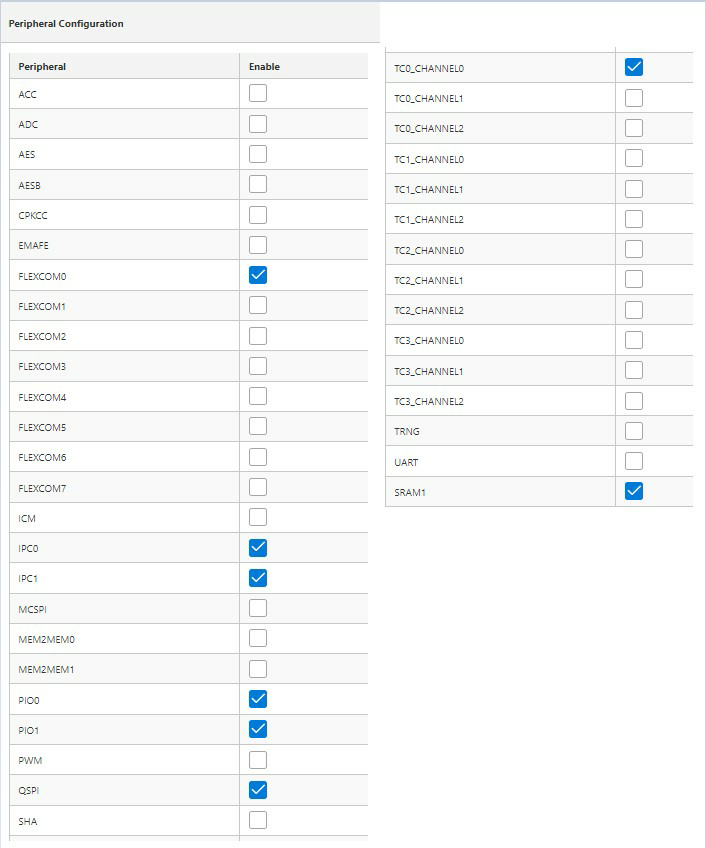 Peripheral Configuration
Peripheral Enable
ACC
ADC
AES
AESB
CPKCC
EMAFE
FLEXCOM0
FLEXCOM1
FLEXCOM2
FLEXCOM3
FLEXCOM4
FLEXCOM5
FLEXCOM6
FLEXCOM7
ICM
IPC0
IPC1
MCSPI
MEM2MEM0
MEM2MEM1
PIO0
PIO1
PWM
QSPI
SHA
TC0_CHANNEL0
TC0_CHANNEL1
TC0_CHANNEL2
TC1_CHANNEL0
TC1_CHANNEL1
TC1_CHANNEL2
TC2_CHANNEL0
TC2_CHANNEL1
TC2_CHANNEL2
TC3_CHANNEL0
TC3_CHANNEL1
TC3_CHANNEL2
TRNG
UART
SRAM1